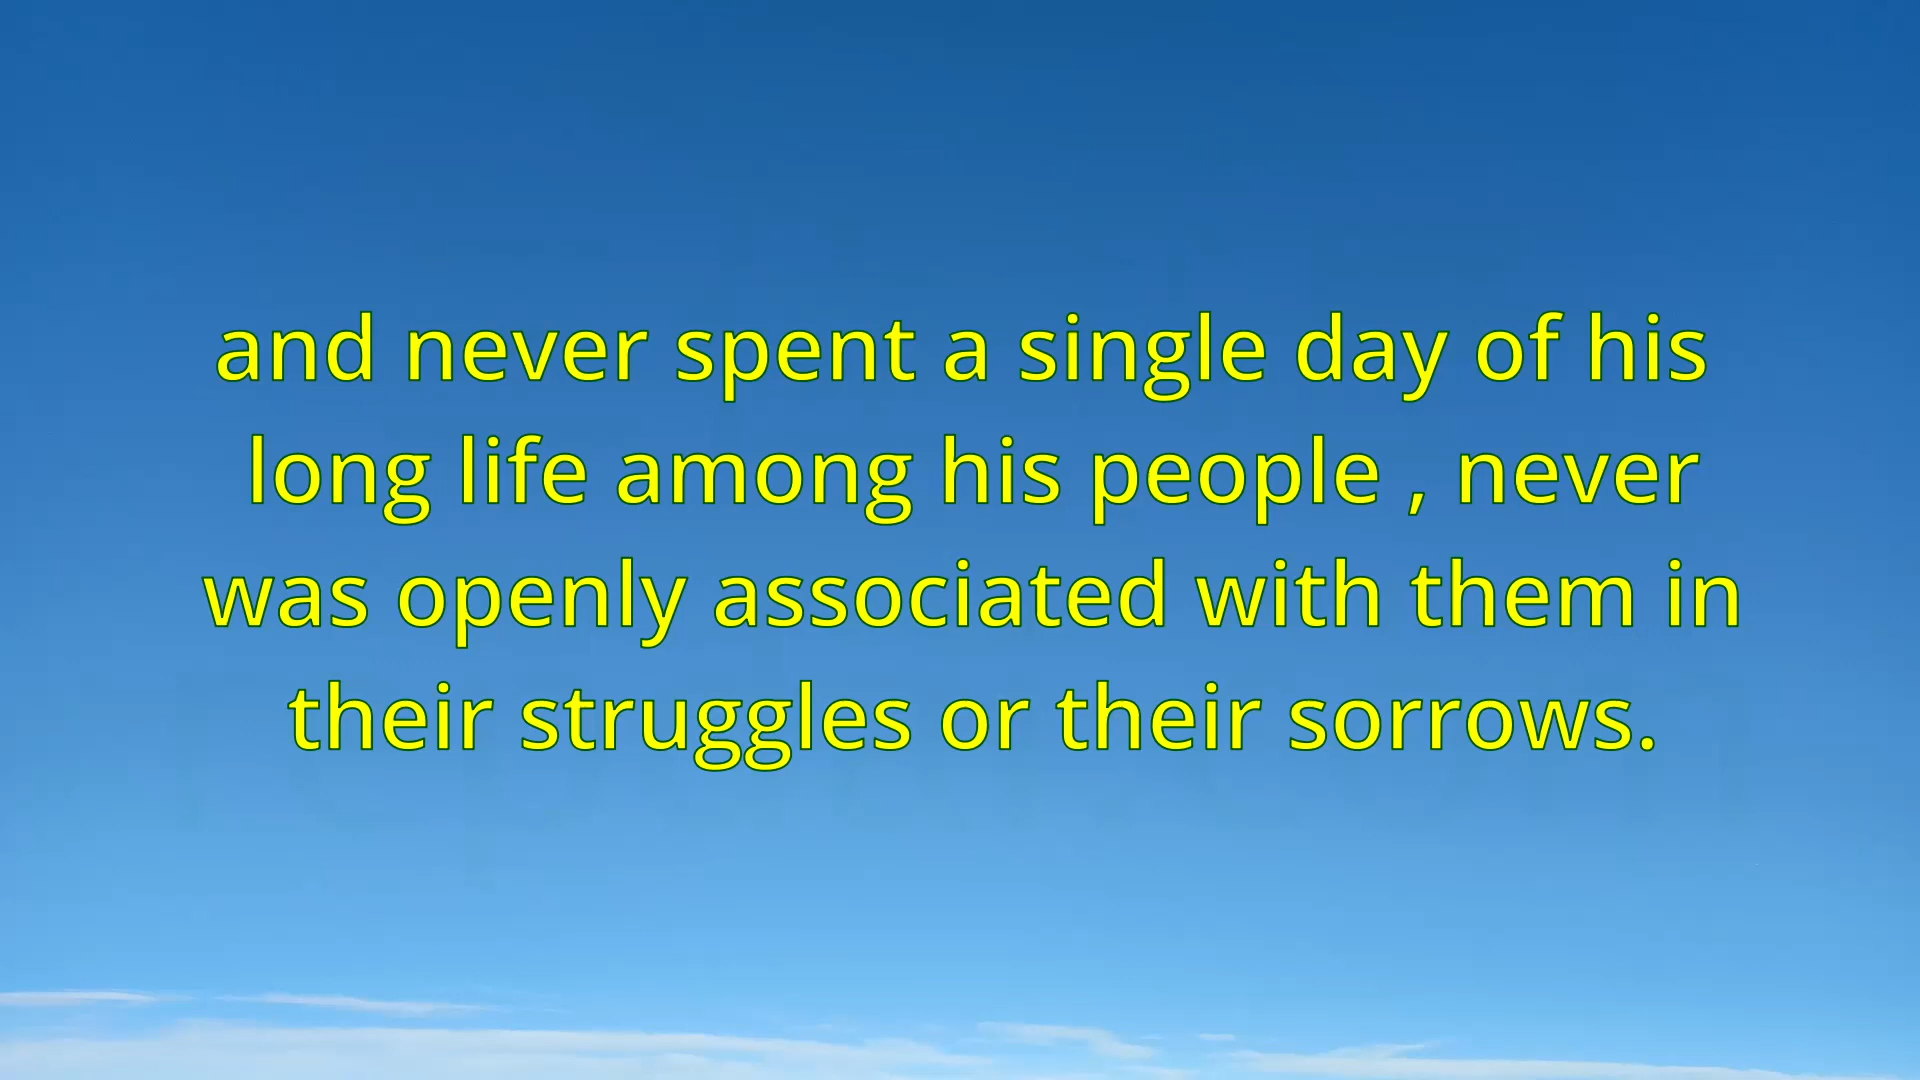 and never spent a single day of his
long life among his people , never
was openly associated with them in
their struggles or their sorrows.